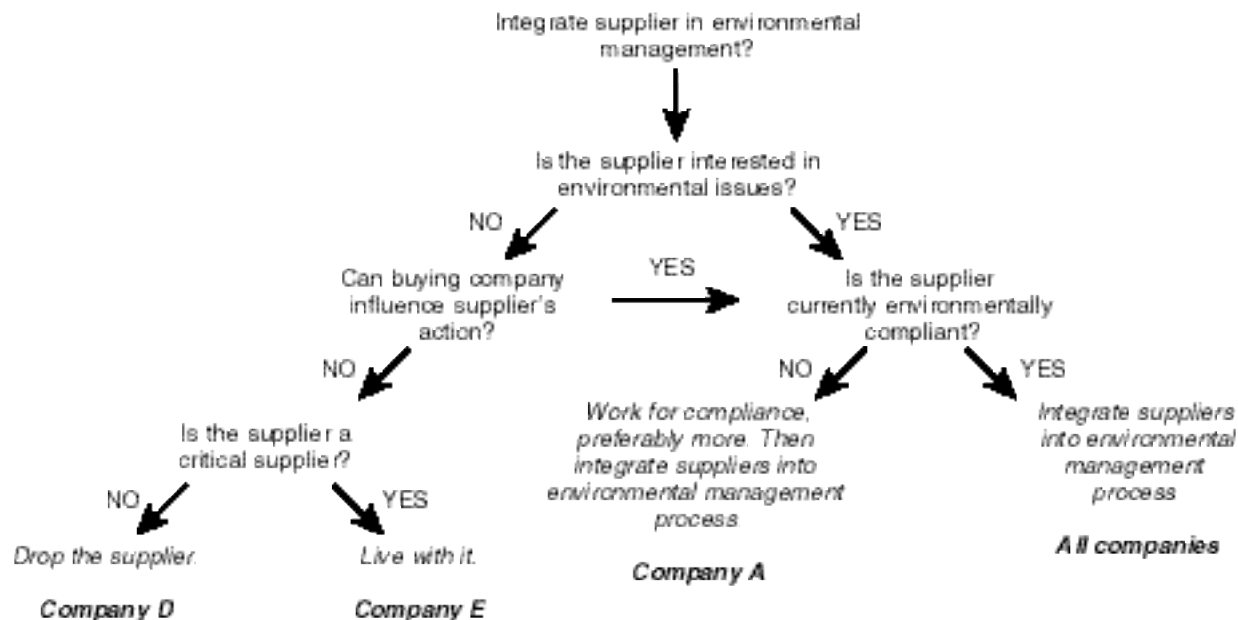 Integrate supplier in environmental
management?
Is the supplier interested in
environmental issues?
NO
YES
Can buying company
influence supplier's
action?
YES
Is the supplier
currently environmentally
compliant?
NO
NO
YES
Is the supplier a
critical supplier?
Work for compliance,
preferably more. Then
integrate suppliers into
environmental management
process
Integrate suppliers
into environmental
management
process
NO
YES
Drop the supplier.
Live with it.
Company A
All companies
Company D
Company E